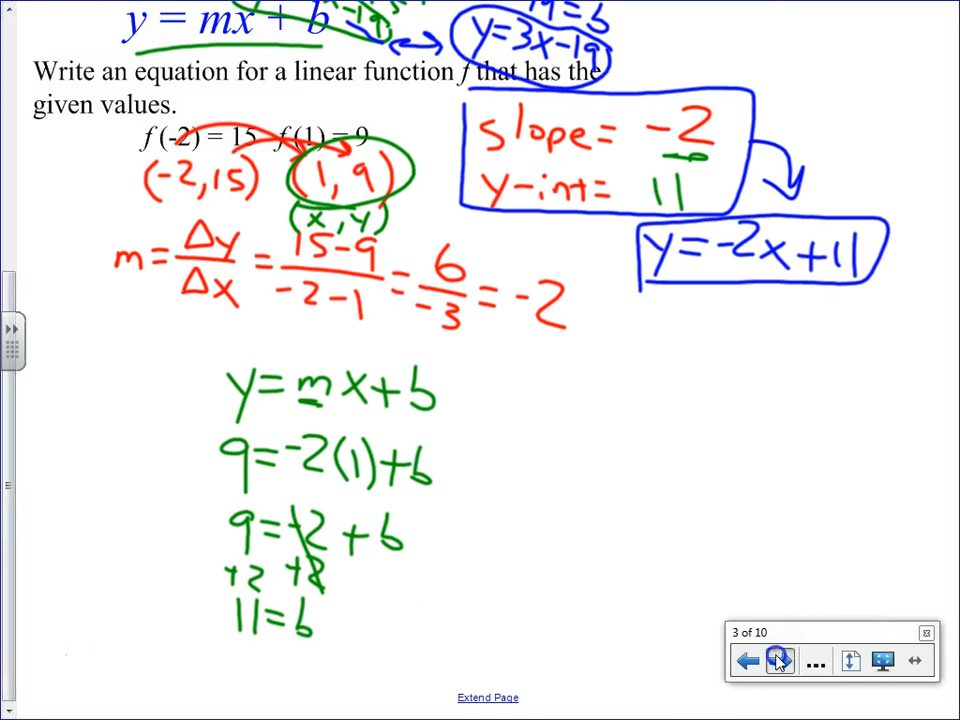 y = mx + b
-19
19 = b
y = 3x - 19
Write an equation for a linear function f that has the
given values.
f (-2) = 15 f (1) = 9
(-2, 15) (1, 9)
(x, y)
slope = -2
y-int = 11
y = -2x + 11
m = Δy/Δx = 15-9/-2-1 = 6/-3 = -2
y = mx + b
9 = -2(1) + b
9 = -2 + b
+2 +2
11 = b
3 of 10
...
Extend Page